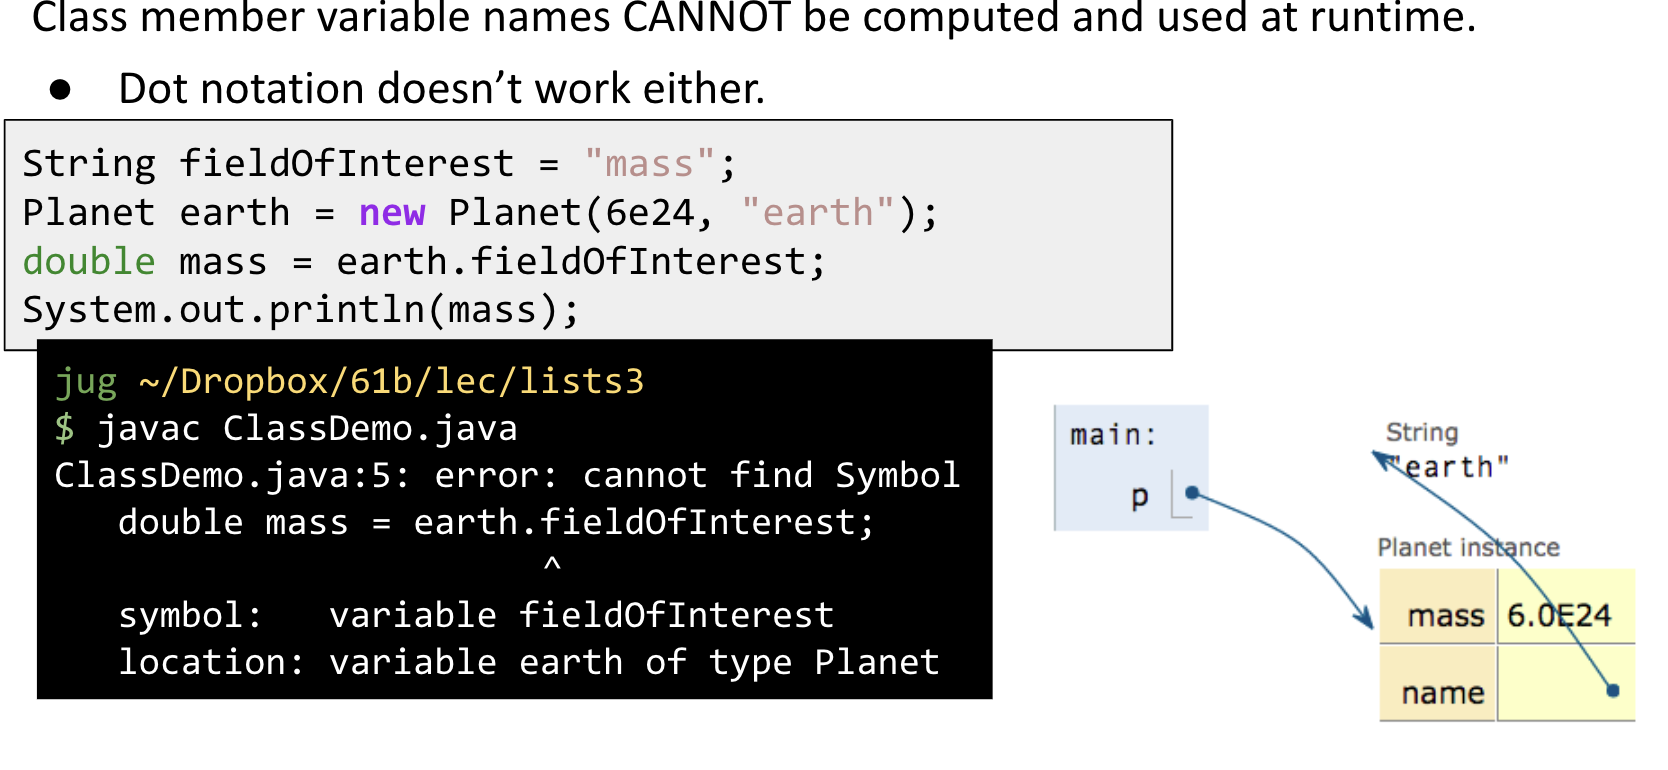 Class member variable names CANNOT be computed and used at runtime.
● Dot notation doesn’t work either.
String fieldOfInterest = "mass";
Planet earth = new Planet(6e24, "earth");
double mass = earth.fieldOfInterest;
System.out.println(mass);
jug ~/Dropbox/61b/lec/lists3
$ javac ClassDemo.java
ClassDemo.java:5: error: cannot find Symbol
double mass = earth.fieldOfInterest;
^
symbol: variable fieldOfInterest
location: variable earth of type Planet
main:
p
String
"earth"
Planet instance
mass 6.0E24
name